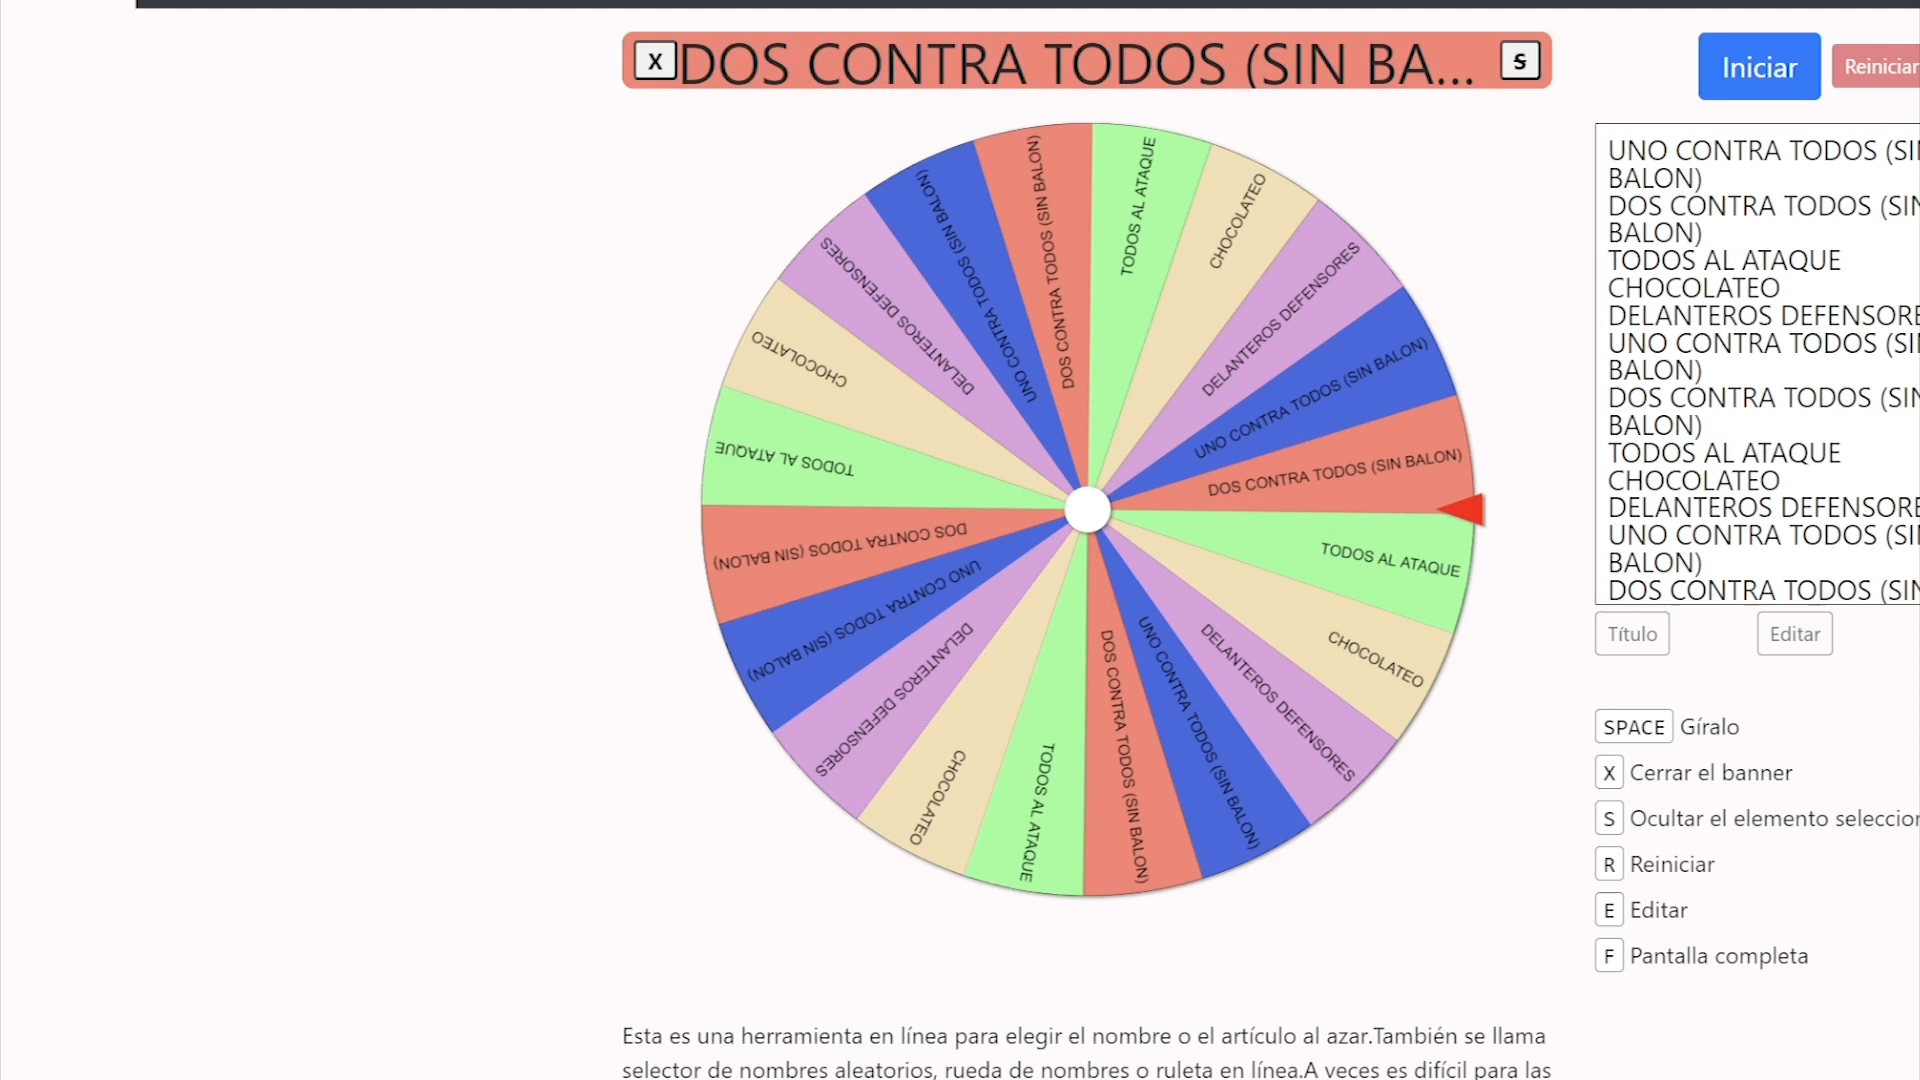 X DOS CONTRA TODOS (SIN BA... S
Iniciar
Reiniciar
TODOS AL ATAQUE
CHOCOLATEO
DELANTEROS DEFENSORES
UNO CONTRA TODOS (SIN BALON)
DOS CONTRA TODOS (SIN BALON)
TODOS AL ATAQUE
CHOCOLATEO
DELANTEROS DEFENSORES
UNO CONTRA TODOS (SIN BALON)
DOS CONTRA TODOS (SIN BALON)
TODOS AL ATAQUE
CHOCOLATEO
DELANTEROS DEFENSORES
UNO CONTRA TODOS (SIN BALON)
DOS CONTRA TODOS (SIN BALON)
TODOS AL ATAQUE
CHOCOLATEO
DELANTEROS DEFENSORES
UNO CONTRA TODOS (SIN BALON)
DOS CONTRA TODOS (SIN BALON)
UNO CONTRA TODOS (SIN
BALON)
DOS CONTRA TODOS (SIN
BALON)
TODOS AL ATAQUE
CHOCOLATEO
DELANTEROS DEFENSORE
UNO CONTRA TODOS (SIN
BALON)
DOS CONTRA TODOS (SIN
BALON)
TODOS AL ATAQUE
CHOCOLATEO
DELANTEROS DEFENSORE
UNO CONTRA TODOS (SIN
BALON)
DOS CONTRA TODOS (SIN
Título
Editar
SPACE Gíralo
X Cerrar el banner
S Ocultar el elemento seleccion
R Reiniciar
E Editar
F Pantalla completa
Esta es una herramienta en línea para elegir el nombre o el artículo al azar.También se llama
selector de nombres aleatorios, rueda de nombres o ruleta en línea.A veces es difícil para las